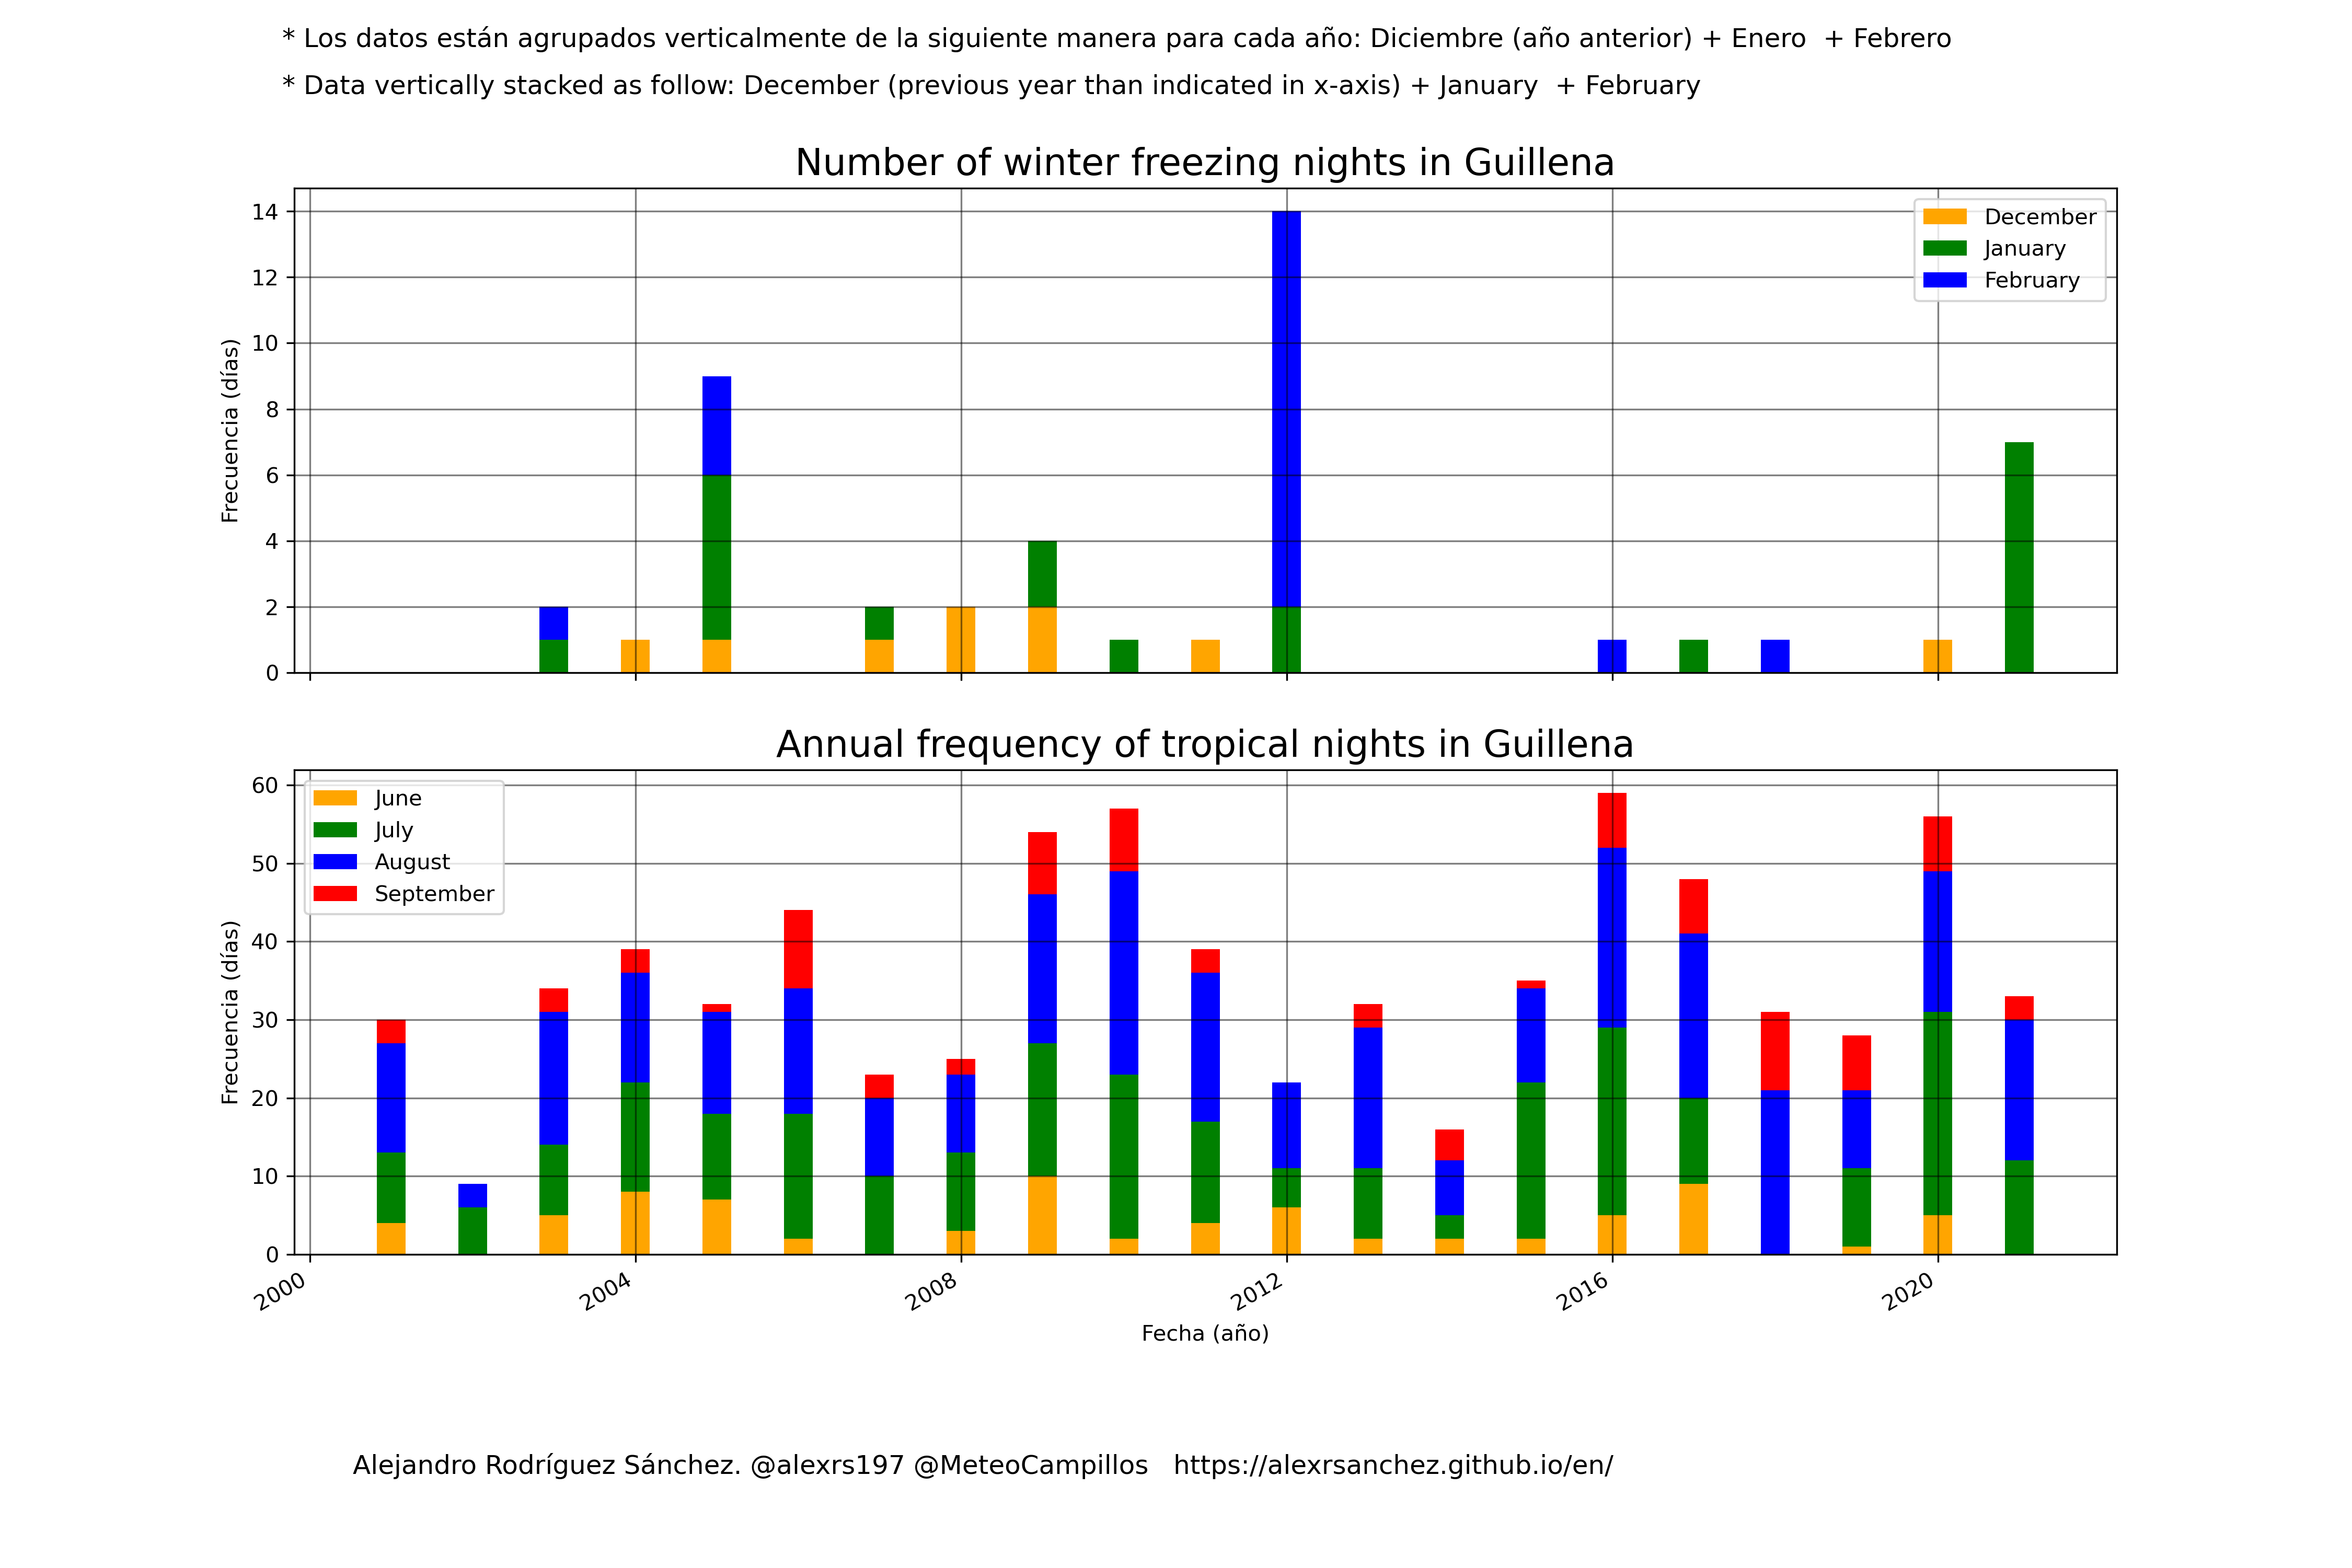 * Los datos están agrupados verticalmente de la siguiente manera para cada año: Diciembre (año anterior) + Enero  + Febrero
* Data vertically stacked as follow: December (previous year than indicated in x-axis) + January  + February
Number of winter freezing nights in Guillena
14
12
10
8
6
4
2
0
Frecuencia (días)
December
January
February
Annual frequency of tropical nights in Guillena
60
50
40
30
20
10
0
Frecuencia (días)
June
July
August
September
2000
2004
2008
2012
2016
2020
Fecha (año)
Alejandro Rodríguez Sánchez. @alexrs197 @MeteoCampillos   https://alexrsanchez.github.io/en/